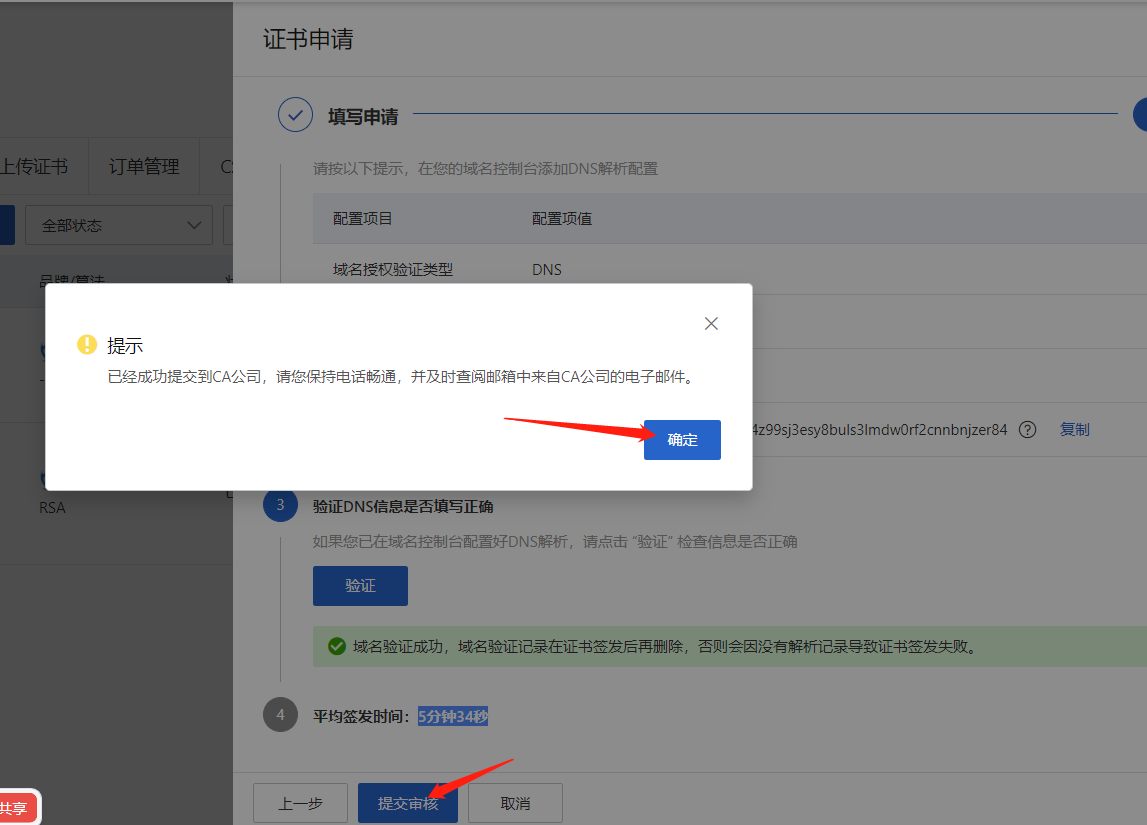 证书申请
填写申请
上传证书
订单管理
全部状态
请按以下提示，在您的域名控制台添加DNS解析配置
配置项目
配置项值
域名授权验证类型
DNS
品牌/算法
提示
已经成功提交到CA公司，请您保持电话畅通，并及时查阅邮箱中来自CA公司的电子邮件。
确定
4z99sj3esy8buls3lmdw0rf2cnnbnjzer84
复制
RSA
3
验证DNS信息是否填写正确
如果您已在域名控制台配置好DNS解析，请点击 “验证” 检查信息是否正确
验证
域名验证成功，域名验证记录在证书签发后再删除，否则会因没有解析记录导致证书签发失败。
4
平均签发时间：5分钟34秒
上一步
提交审核
取消
共享